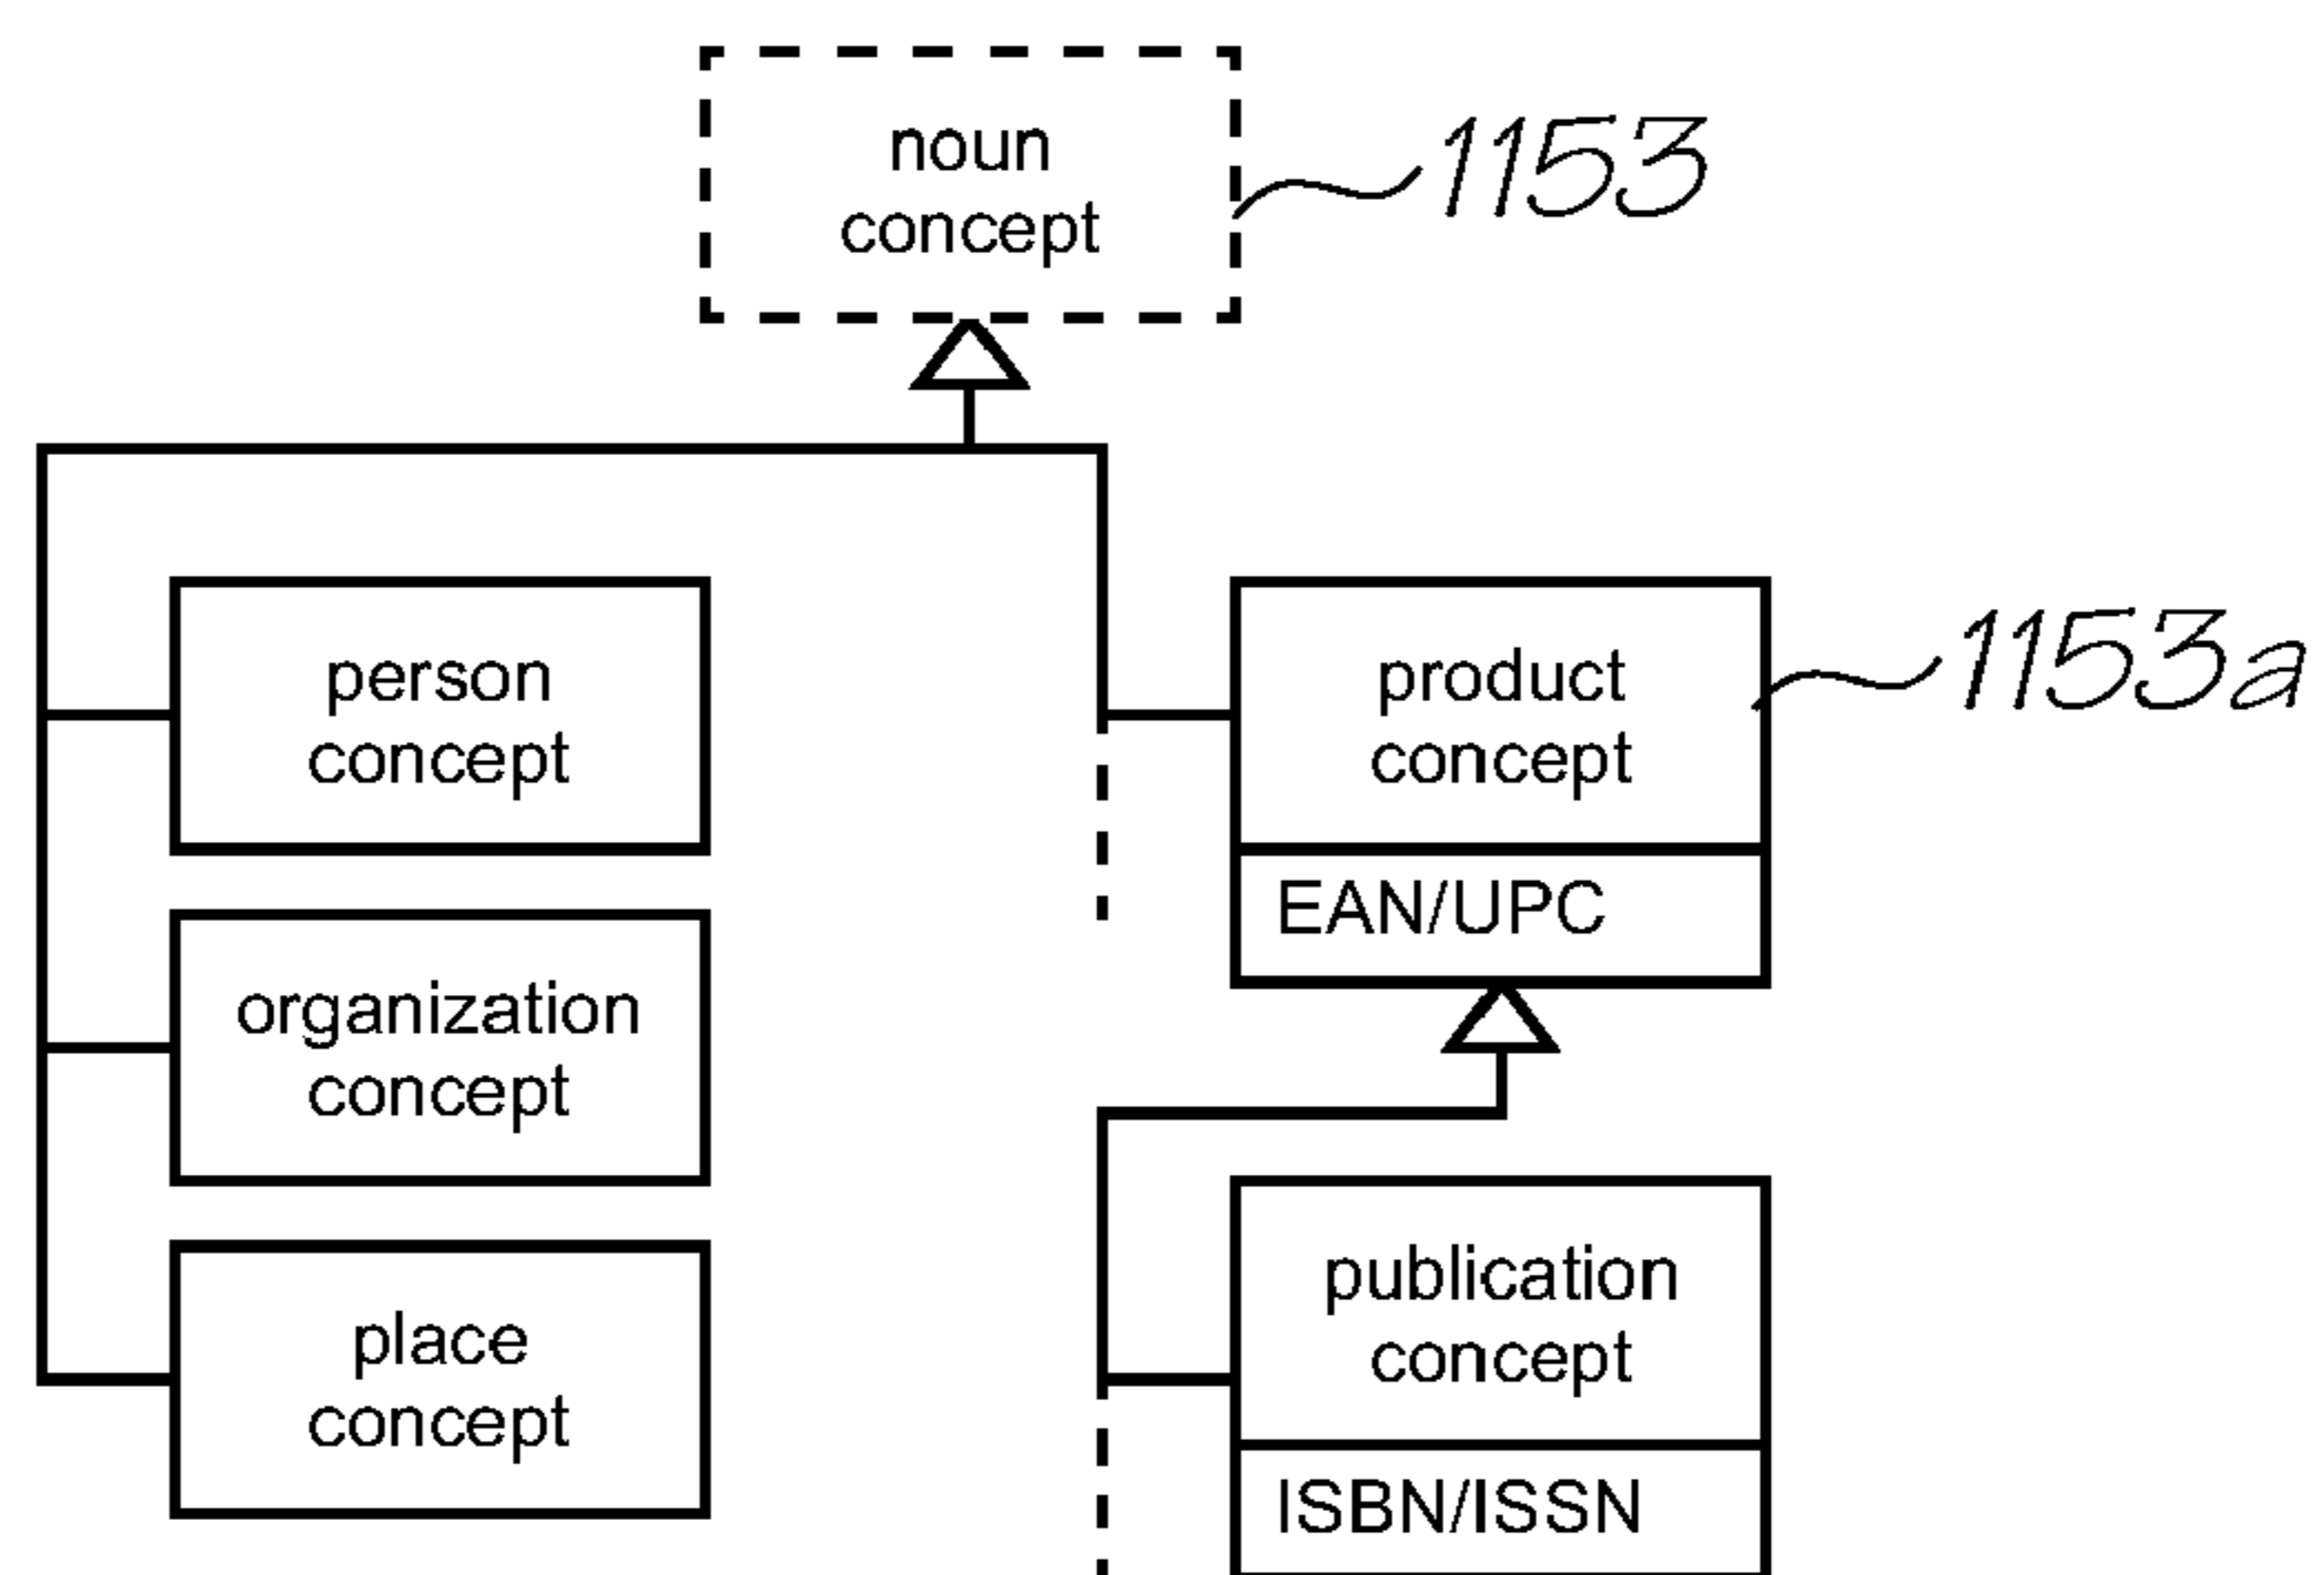 noun
concept
1153
person
concept
product
concept
1153a
EAN/UPC
organization
concept
publication
concept
place
concept
ISBN/ISSN